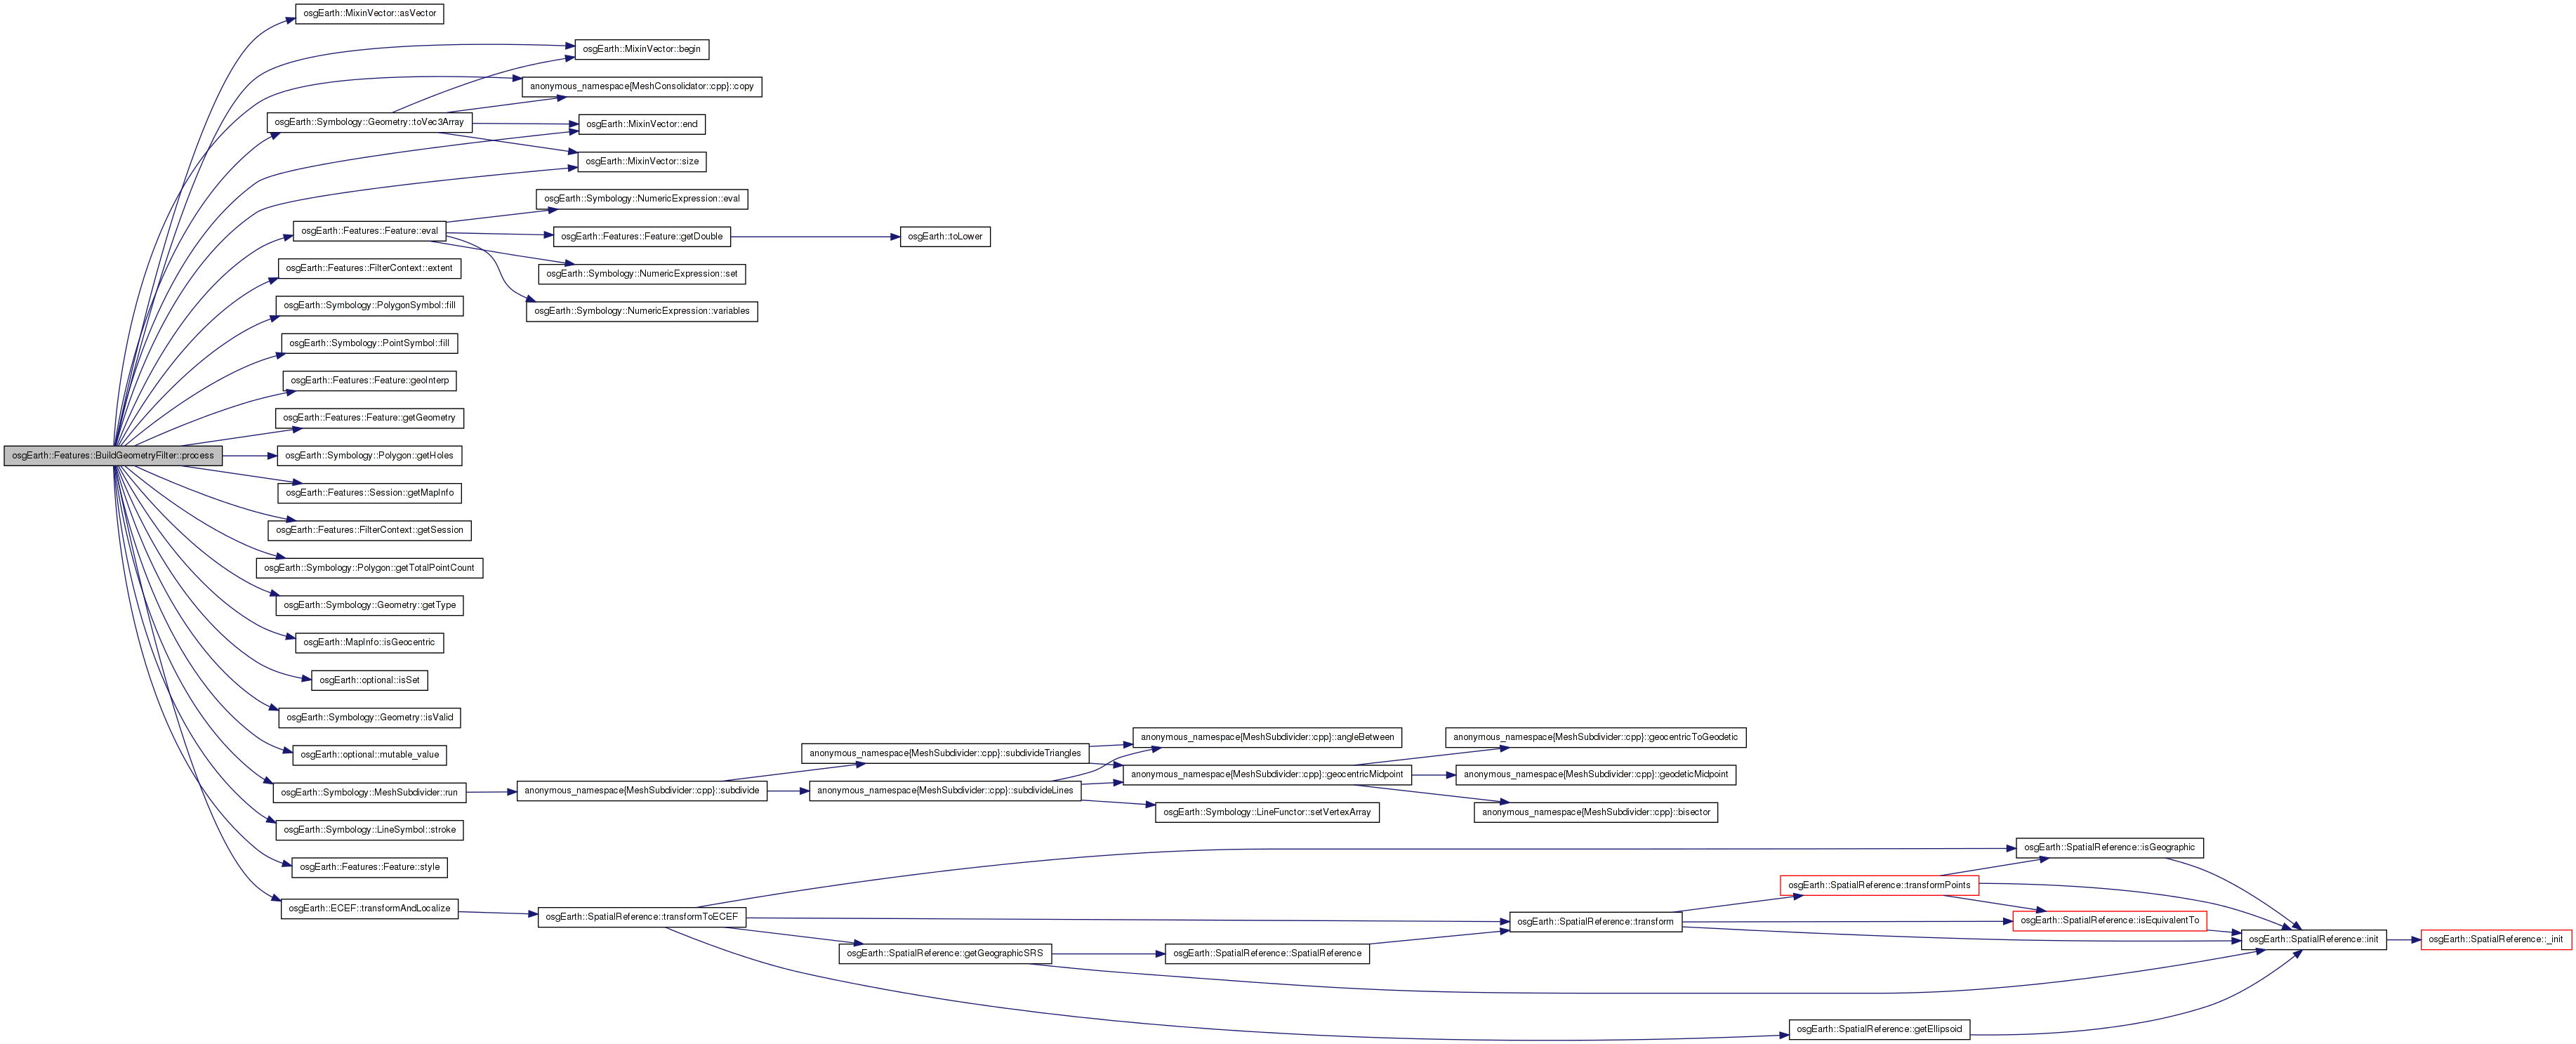 osgEarth::MixinVector::asVector
osgEarth::MixinVector::begin
anonymous_namespace{MeshConsolidator::cpp}::copy
osgEarth::Symbology::Geometry::toVec3Array
osgEarth::MixinVector::end
osgEarth::MixinVector::size
osgEarth::Symbology::NumericExpression::eval
osgEarth::Features::Feature::eval
osgEarth::Features::Feature::getDouble
osgEarth::toLower
osgEarth::Features::FilterContext::extent
osgEarth::Symbology::NumericExpression::set
osgEarth::Symbology::PolygonSymbol::fill
osgEarth::Symbology::NumericExpression::variables
osgEarth::Symbology::PointSymbol::fill
osgEarth::Features::Feature::geoInterp
osgEarth::Features::Feature::getGeometry
osgEarth::Features::BuildGeometryFilter::process
osgEarth::Symbology::Polygon::getHoles
osgEarth::Features::Session::getMapInfo
osgEarth::Features::FilterContext::getSession
osgEarth::Symbology::Polygon::getTotalPointCount
osgEarth::Symbology::Geometry::getType
osgEarth::MapInfo::isGeocentric
osgEarth::optional::isSet
osgEarth::Symbology::Geometry::isValid
anonymous_namespace{MeshSubdivider::cpp}::angleBetween
anonymous_namespace{MeshSubdivider::cpp}::geocentricToGeodetic
osgEarth::optional::mutable_value
anonymous_namespace{MeshSubdivider::cpp}::subdivideTriangles
anonymous_namespace{MeshSubdivider::cpp}::geocentricMidpoint
anonymous_namespace{MeshSubdivider::cpp}::geodeticMidpoint
osgEarth::Symbology::MeshSubdivider::run
anonymous_namespace{MeshSubdivider::cpp}::subdivide
anonymous_namespace{MeshSubdivider::cpp}::subdivideLines
osgEarth::Symbology::LineFunctor::setVertexArray
anonymous_namespace{MeshSubdivider::cpp}::bisector
osgEarth::Symbology::LineSymbol::stroke
osgEarth::SpatialReference::isGeographic
osgEarth::Features::Feature::style
osgEarth::SpatialReference::transformPoints
osgEarth::ECEF::transformAndLocalize
osgEarth::SpatialReference::transformToECEF
osgEarth::SpatialReference::transform
osgEarth::SpatialReference::isEquivalentTo
osgEarth::SpatialReference::init
osgEarth::SpatialReference::_init
osgEarth::SpatialReference::getGeographicSRS
osgEarth::SpatialReference::SpatialReference
osgEarth::SpatialReference::getEllipsoid